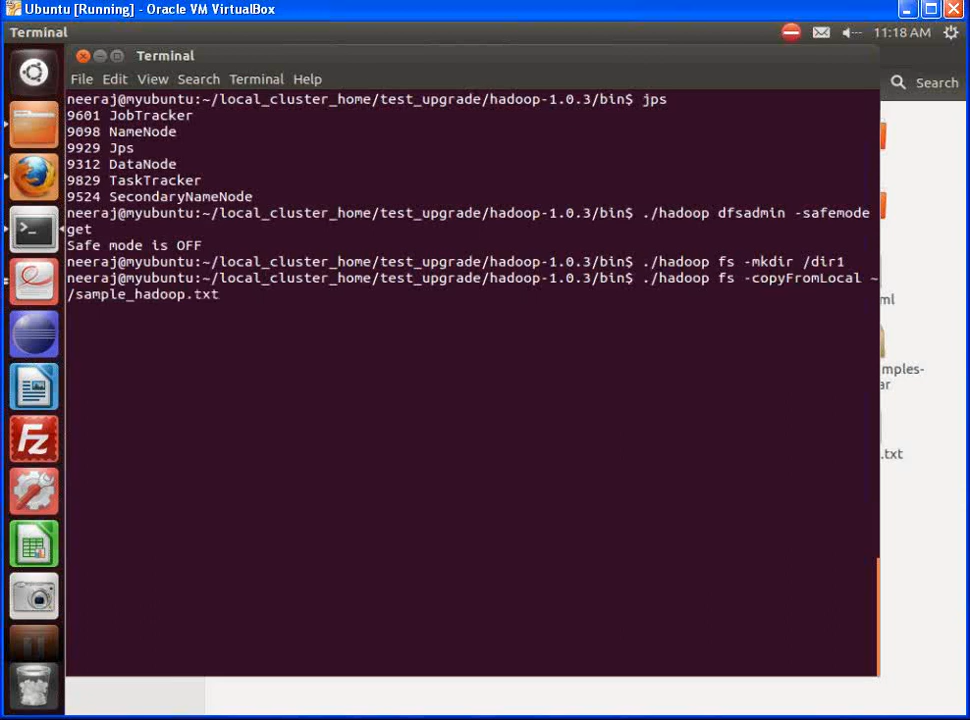 Ubuntu [Running] - Oracle VM VirtualBox
Terminal
11:18 AM
Terminal
File Edit View Search Terminal Help
Search
neeraj@myubuntu:~/local_cluster_home/test_upgrade/hadoop-1.0.3/bin$ jps
9601 JobTracker
9098 NameNode
9929 Jps
9312 DataNode
9829 TaskTracker
9524 SecondaryNameNode
neeraj@myubuntu:~/local_cluster_home/test_upgrade/hadoop-1.0.3/bin$ ./hadoop dfsadmin -safemode
get
Safe mode is OFF
neeraj@myubuntu:~/local_cluster_home/test_upgrade/hadoop-1.0.3/bin$ ./hadoop fs -mkdir /dir1
neeraj@myubuntu:~/local_cluster_home/test_upgrade/hadoop-1.0.3/bin$ ./hadoop fs -copyFromLocal ~
/sample_hadoop.txt
ml
mples-
ar
.txt
Fz